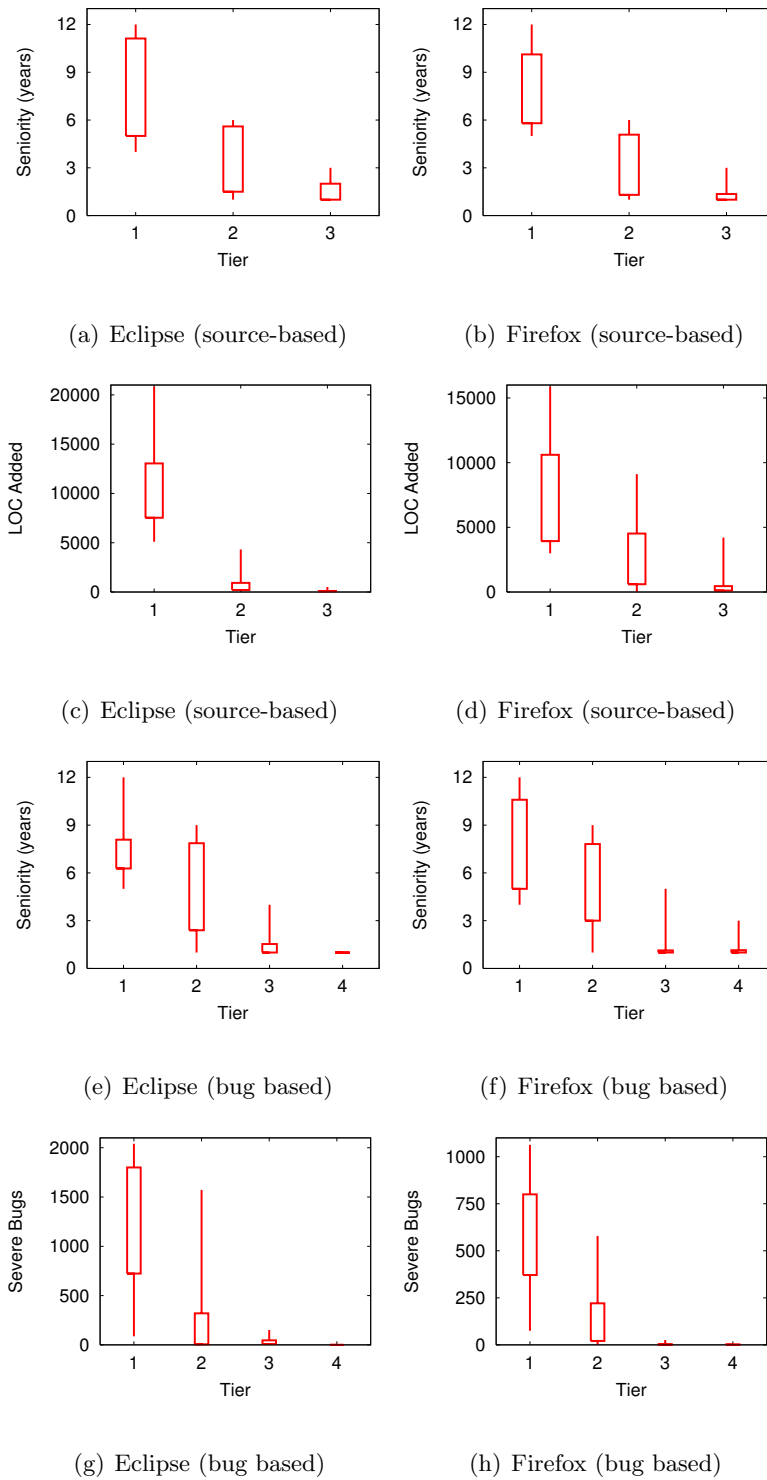 12
9
6
3
0
Seniority (years)
1 2 3
Tier
12
9
6
3
0
Seniority (years)
1 2 3
Tier
(a) Eclipse (source-based)
(b) Firefox (source-based)
20000
15000
10000
5000
0
LOC Added
1 2 3
Tier
15000
10000
5000
0
LOC Added
1 2 3
Tier
(c) Eclipse (source-based)
(d) Firefox (source-based)
12
9
6
3
0
Seniority (years)
1 2 3 4
Tier
12
9
6
3
0
Seniority (years)
1 2 3 4
Tier
(e) Eclipse (bug based)
(f) Firefox (bug based)
2000
1500
1000
500
0
Severe Bugs
1 2 3 4
Tier
1000
750
500
250
0
Severe Bugs
1 2 3 4
Tier
(g) Eclipse (bug based)
(h) Firefox (bug based)